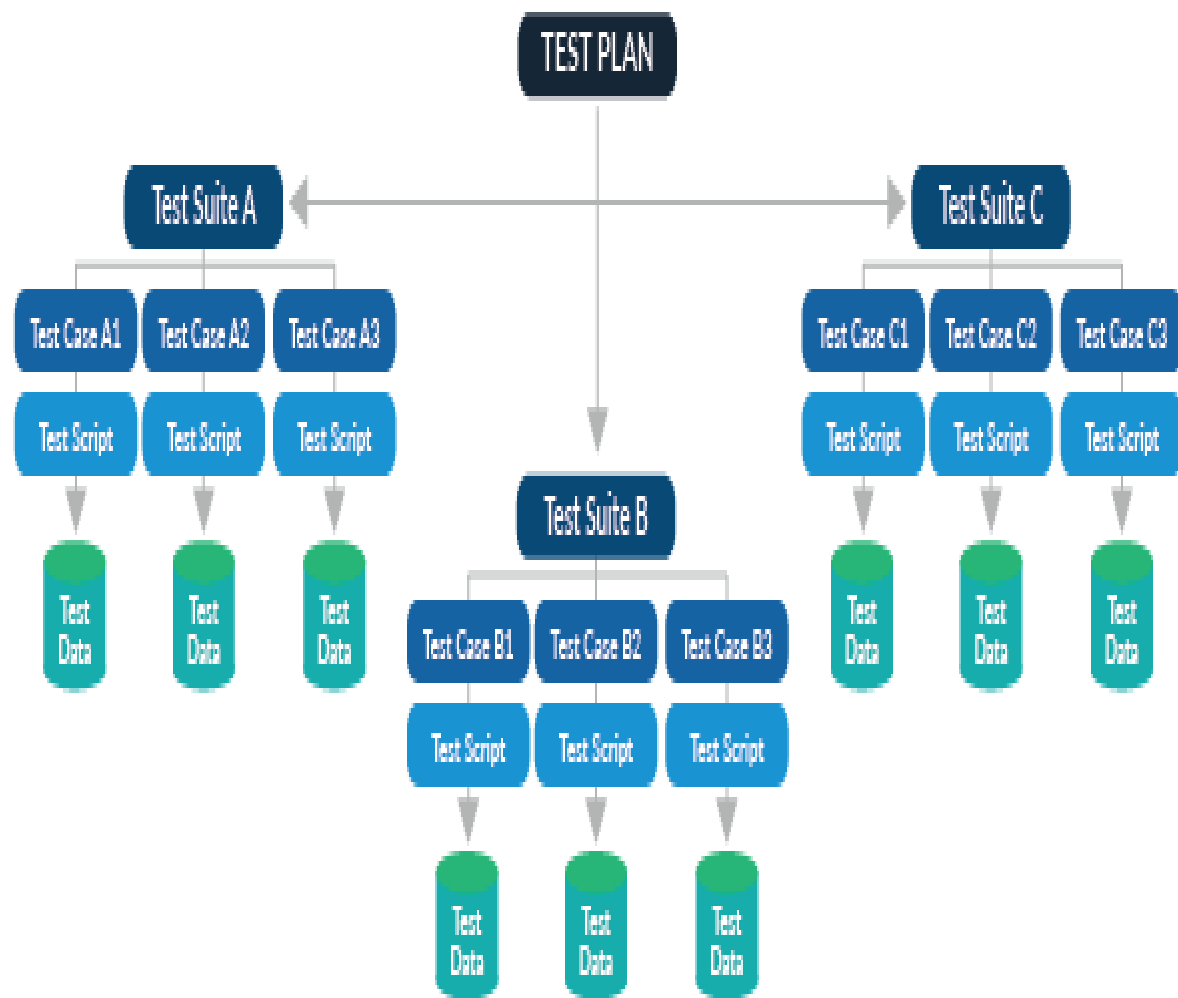 TEST PLAN
Test Suite A
Test Suite C
Test Case A1
Test Case A2
Test Case A3
Test Case C1
Test Case C2
Test Case C3
Test Script
Test Script
Test Script
Test Script
Test Script
Test Script
Test Suite B
Test
Data
Test
Data
Test
Data
Test
Data
Test
Data
Test
Data
Test Case B1
Test Case B2
Test Case B3
Test Script
Test Script
Test Script
Test
Data
Test
Data
Test
Data